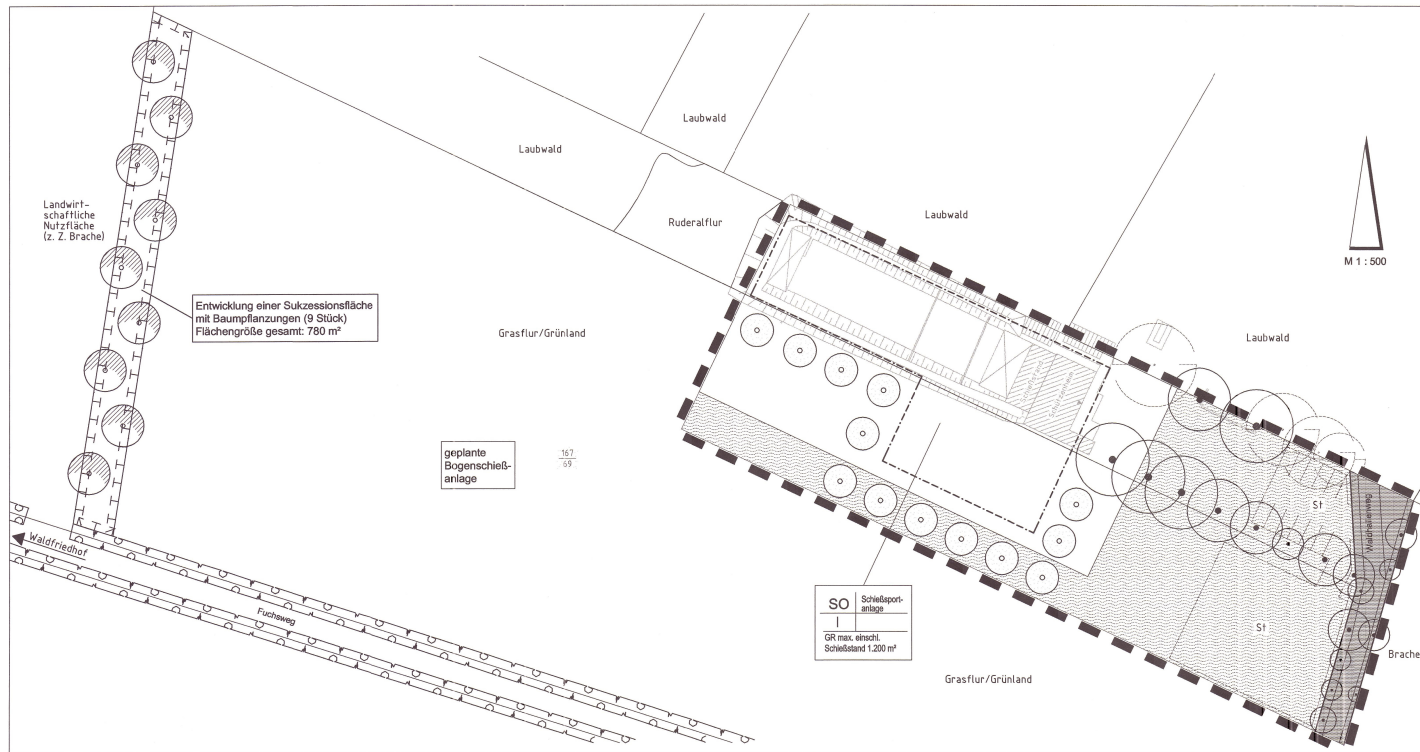 Laubwald
Laubwald
Laubwald
Ruderalflur
M 1 : 500
Landwirt-
schaftliche
Nutzfläche
(z. Z. Brache)
Entwicklung einer Sukzessionsfläche
mit Baumpflanzungen (9 Stück)
Flächengröße gesamt: 780 m²
Grasflur/Grünland
Laubwald
geplante
Bogenschieß-
anlage
167
69
St
Waldhallenweg
Waldfriedhof
Fuchsweg
SO
Schießsport-
anlage
I
GR max. einschl.
Schießstand 1.200 m²
St
Brache
Grasflur/Grünland